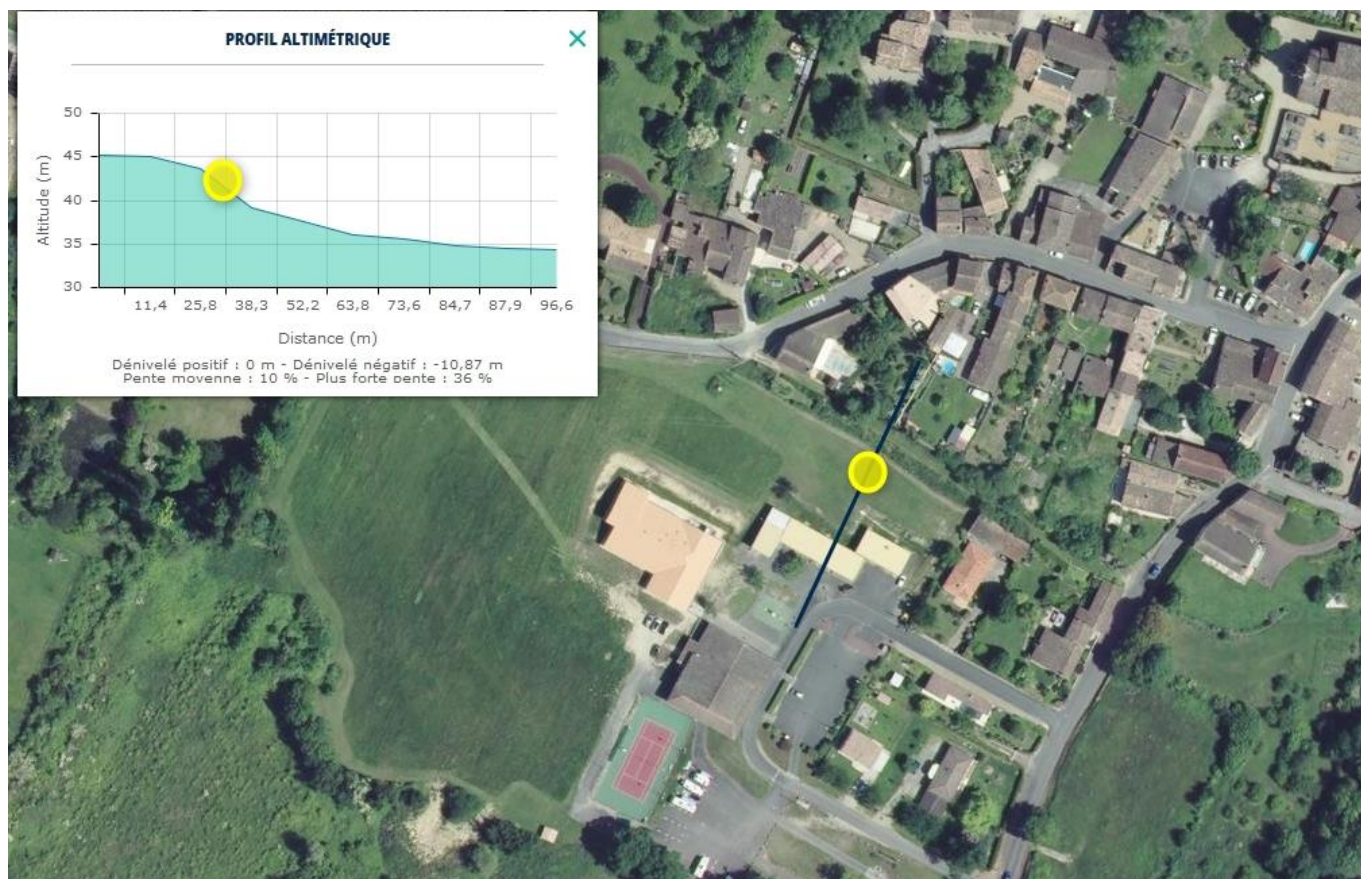 PROFIL ALTIMÉTRIQUE
50
45
40
35
30
Altitude (m)
11,4 25,8 38,3 52,2 63,8 73,6 84,7 87,9 96,6
Distance (m)
Dénivelé positif : 0 m - Dénivelé négatif : -10,87 m
Pente moyenne : 10 % - Plus forte pente : 36 %